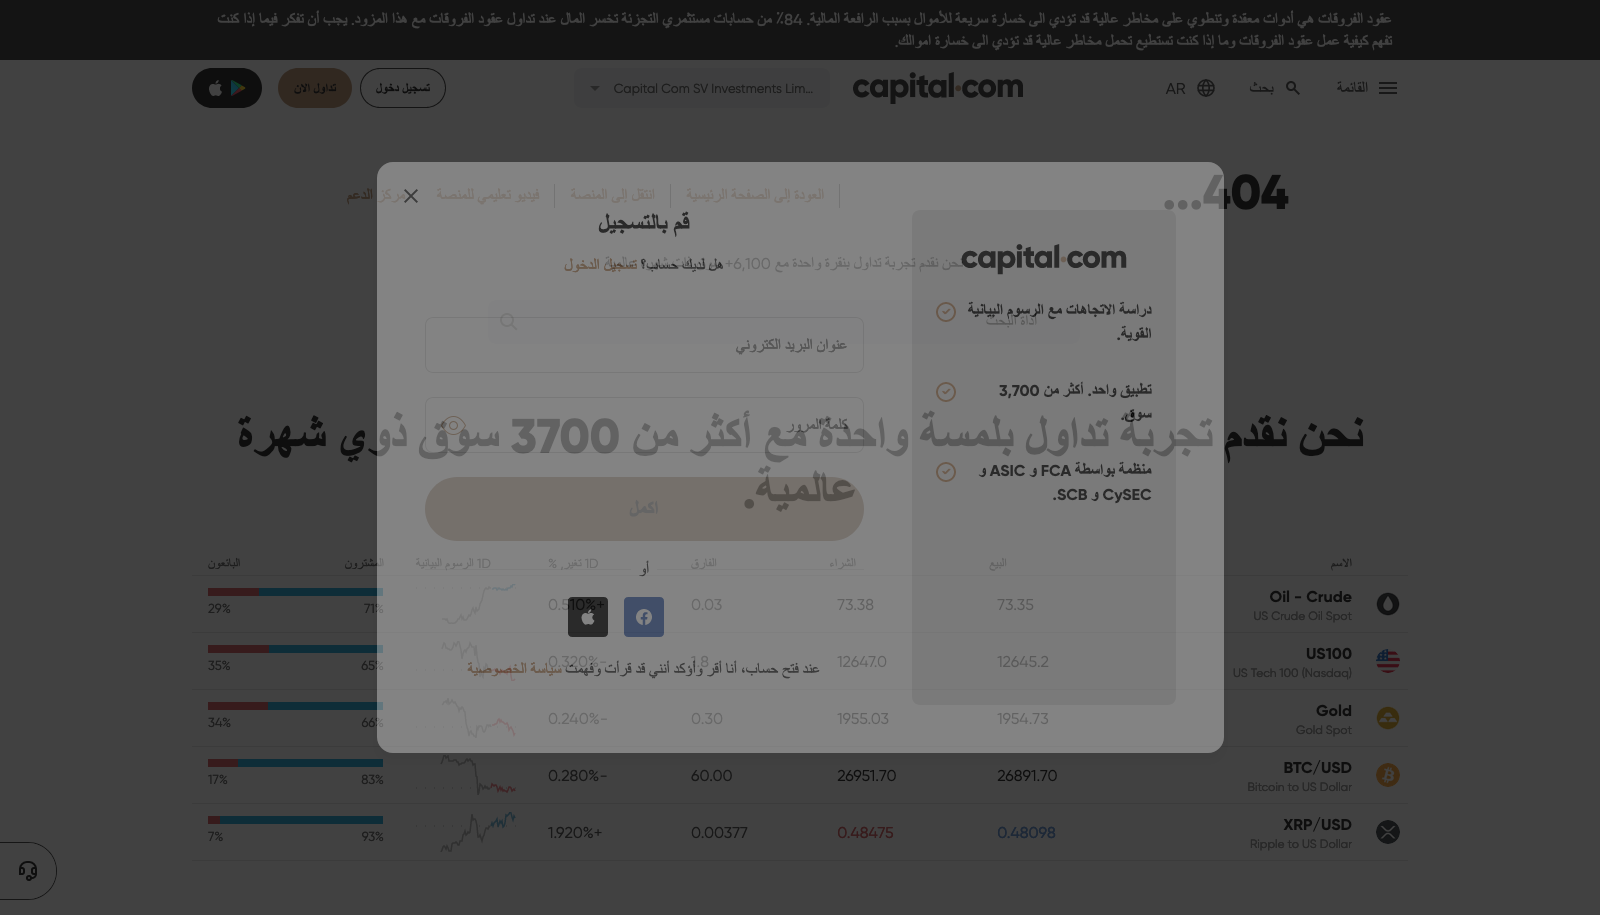 عقود الفروقات هي أدوات معقدة وتنطوي على مخاطر عالية قد تؤدي الى خسارة سريعة للأموال بسبب الرافعة المالية. 84٪ من حسابات مستثمري التجزئة تخسر المال عند تداول عقود الفروقات مع هذا المزود. يجب أن تفكر فيما إذا كنت
تفهم كيفية عمل عقود الفروقات وما إذا كنت تستطيع تحمل مخاطر عالية قد تؤدي الى خسارة اموالك.
القائمة
بحث
AR
capital.com
Capital Com SV Investments Lim...
تسجيل دخول
تداول الآن
404...
العودة إلى الصفحة الرئيسية
انتقل إلى المنصة
فيديو تعليمي للمنصة
مركز الدعم
نحن نقدم تجربة تداول بنقرة واحدة مع 6,100+
أداة البحث
قم بالتسجيل
هل لديك حساب؟ تسجيل الدخول
عنوان البريد الكتروني
كلمة المرور
اكمل
أو
عند فتح حساب، أنا أقر وأؤكد أنني قد قرأت وفهمت سياسة الخصوصية
capital.com
دراسة الاتجاهات مع الرسوم البيانية
القوية.
تطبيق واحد. أكثر من 3,700
سوق.
منظمة بواسطة FCA و ASIC و
CySEC و SCB.
نحن نقدم تجربة تداول بلمسة واحدة مع أكثر من 3700 سوق ذوي شهرة
عالمية.
الاسم البيع الشراء الفارق 1D تغير, % 1D الرسوم البيانية المشترون البائعون
Oil - Crude 73.35 73.38 0.03 0.510%+ 71% 29%
US Crude Oil Spot
US100 12645.2 12647.0 1.8 0.320%- 65% 35%
US Tech 100 (Nasdaq)
Gold 1954.73 1955.03 0.30 0.240%- 66% 34%
Gold Spot
BTC/USD 26891.70 26951.70 60.00 0.280%- 83% 17%
Bitcoin to US Dollar
XRP/USD 0.48098 0.48475 0.00377 1.920%+ 93% 7%
Ripple to US Dollar